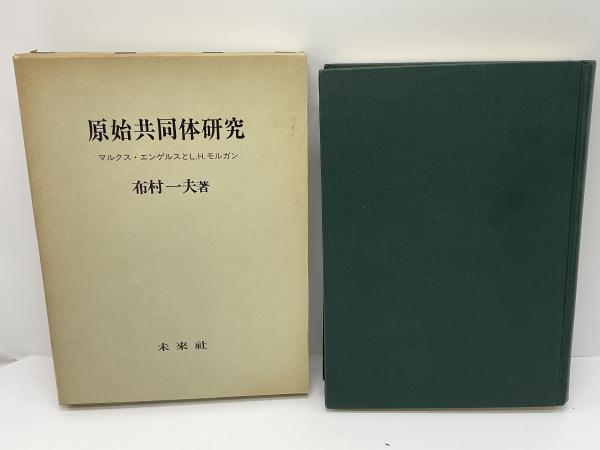 原始共同体研究
マルクス・エンゲルスとL.H.モルガン
布村一夫著
未來社